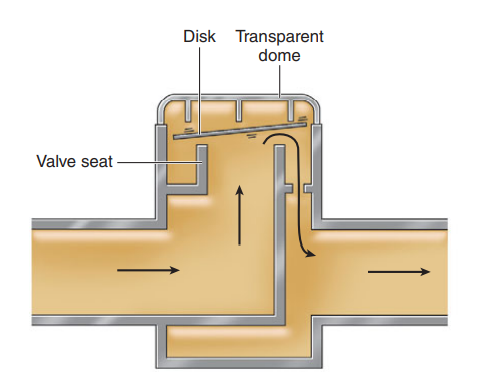 Disk
Transparent
dome
Valve seat